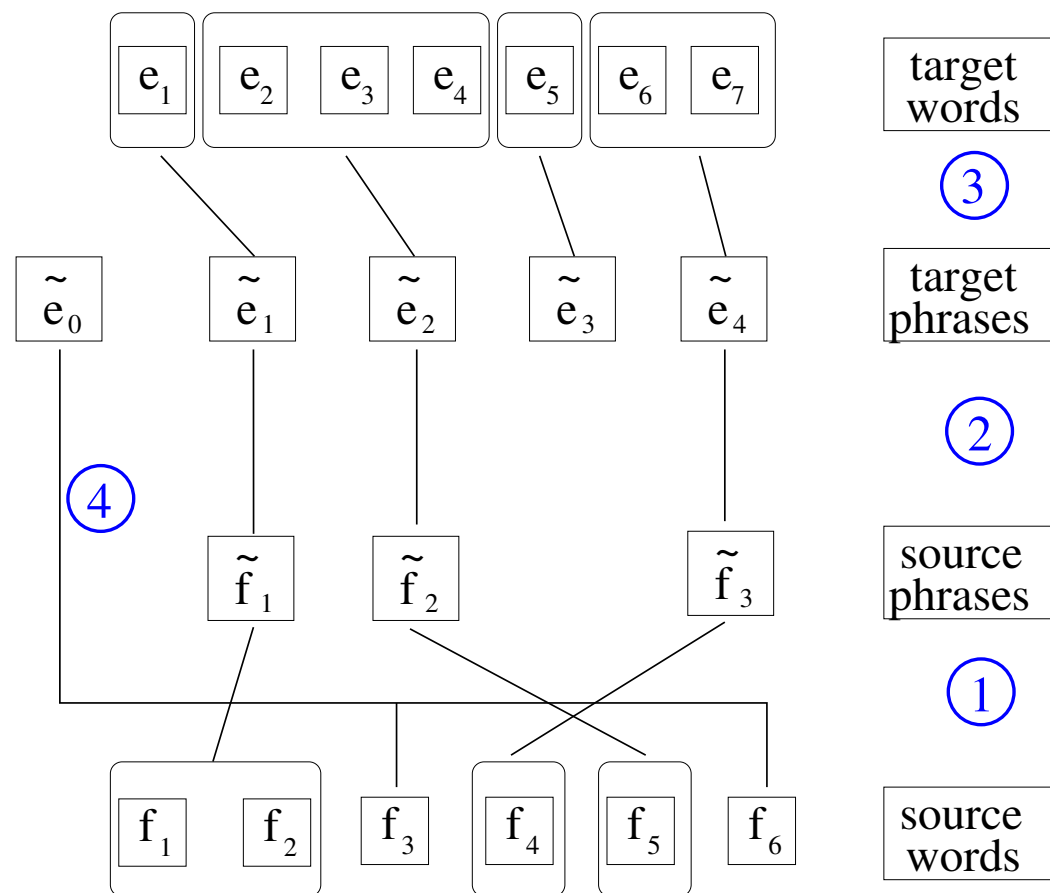 e₁ e₂ e₃ e₄ e₅ e₆ e₇ target
words
3
ẽ₀ ẽ₁ ẽ₂ ẽ₃ ẽ₄ target
phrases
2
4
f̃₁ f̃₂ f̃₃ source
phrases
1
f₁ f₂ f₃ f₄ f₅ f₆ source
words